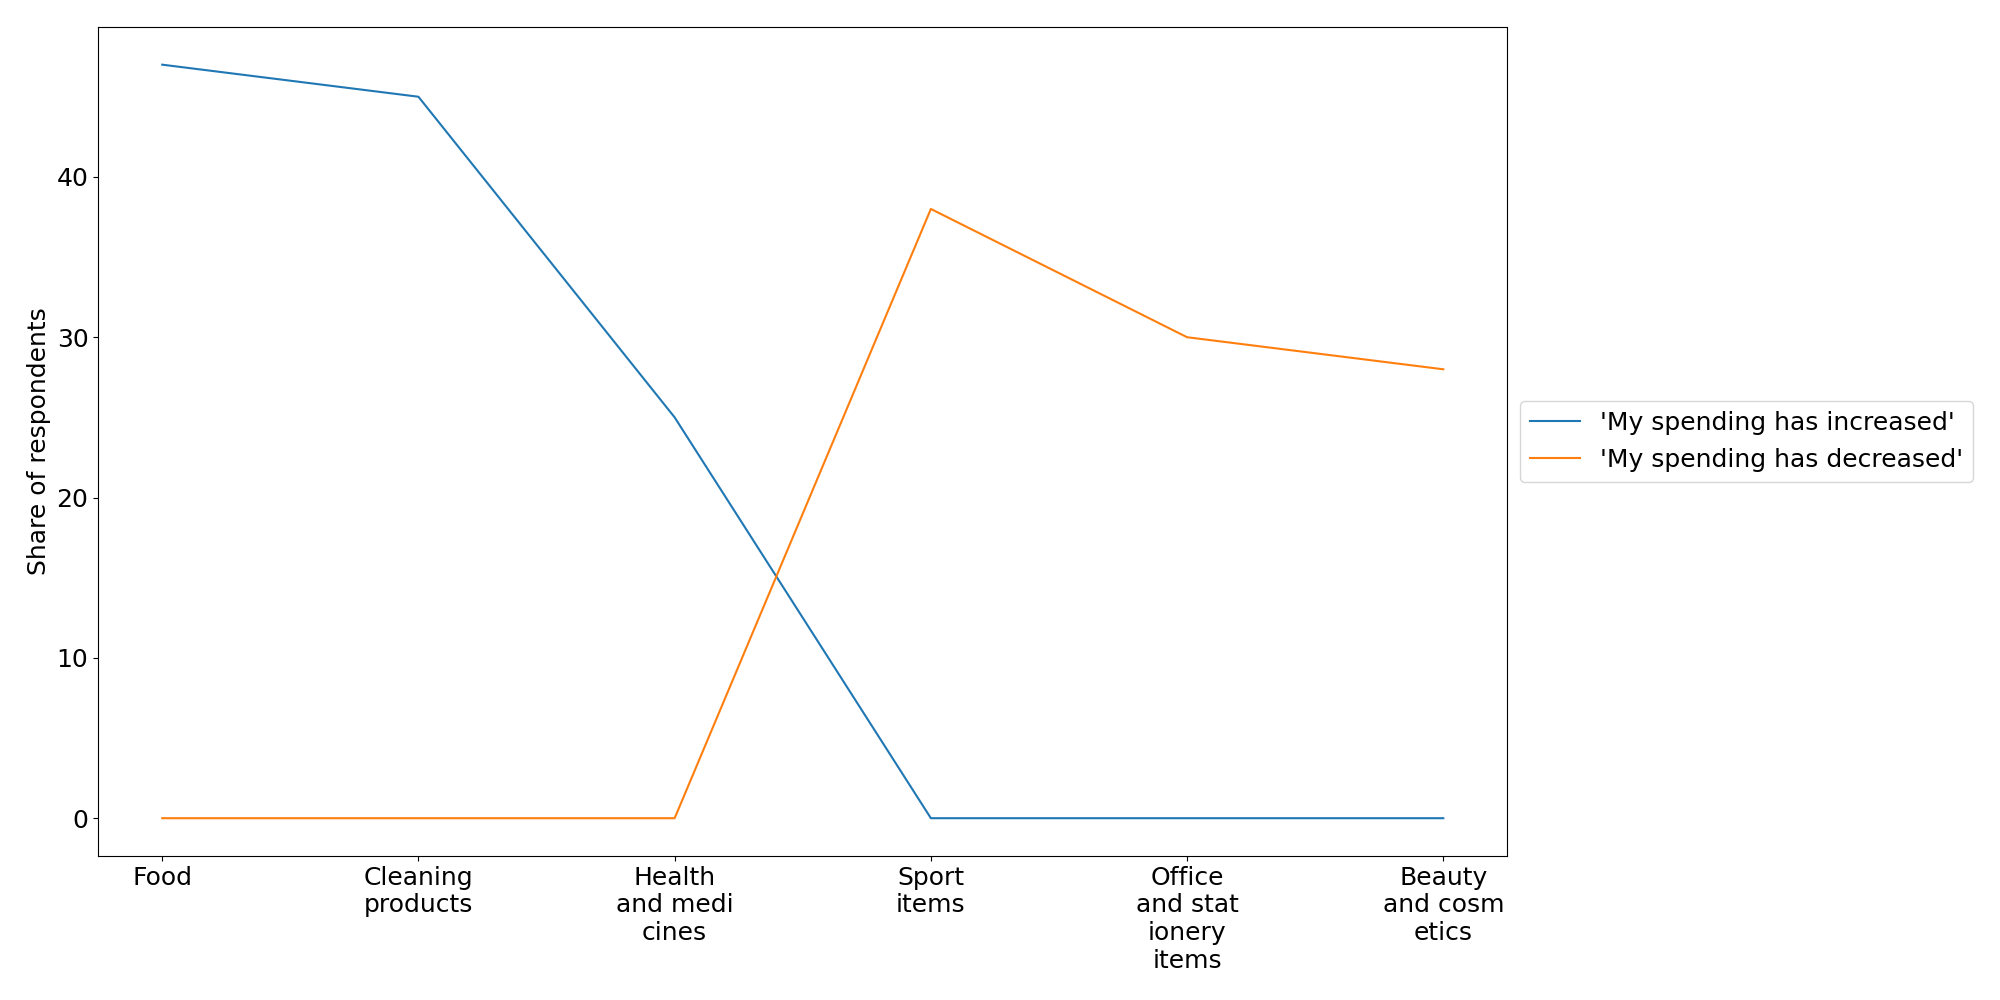 Share of respondents
40
30
20
10
0
Food
Cleaning
products
Health
and medi
cines
Sport
items
Office
and stat
ionery
items
Beauty
and cosm
etics
'My spending has increased'
'My spending has decreased'